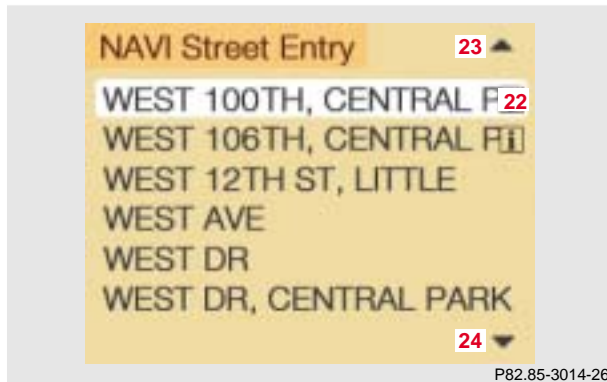 NAVI Street Entry 23
WEST 100TH, CENTRAL P 22
WEST 106TH, CENTRAL P
WEST 12TH ST, LITTLE
WEST AVE
WEST DR
WEST DR, CENTRAL PARK
24
P82.85-3014-26